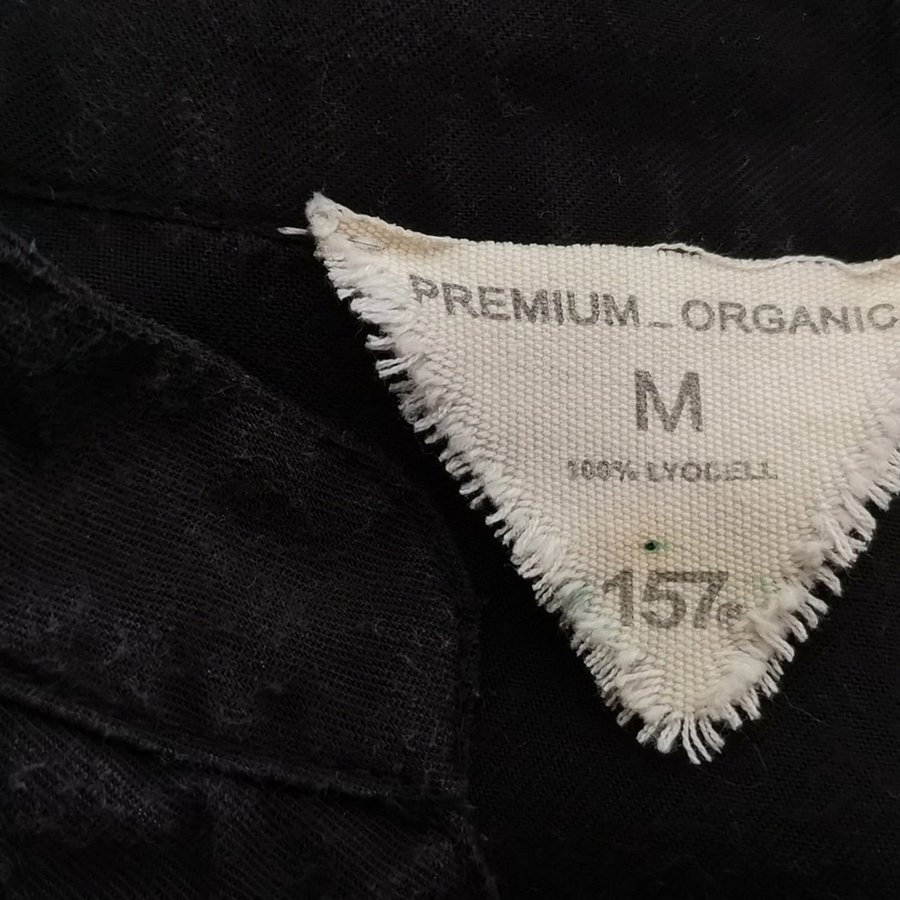 PREMIUM_ORGANIC
M
100% LYOCELL
157